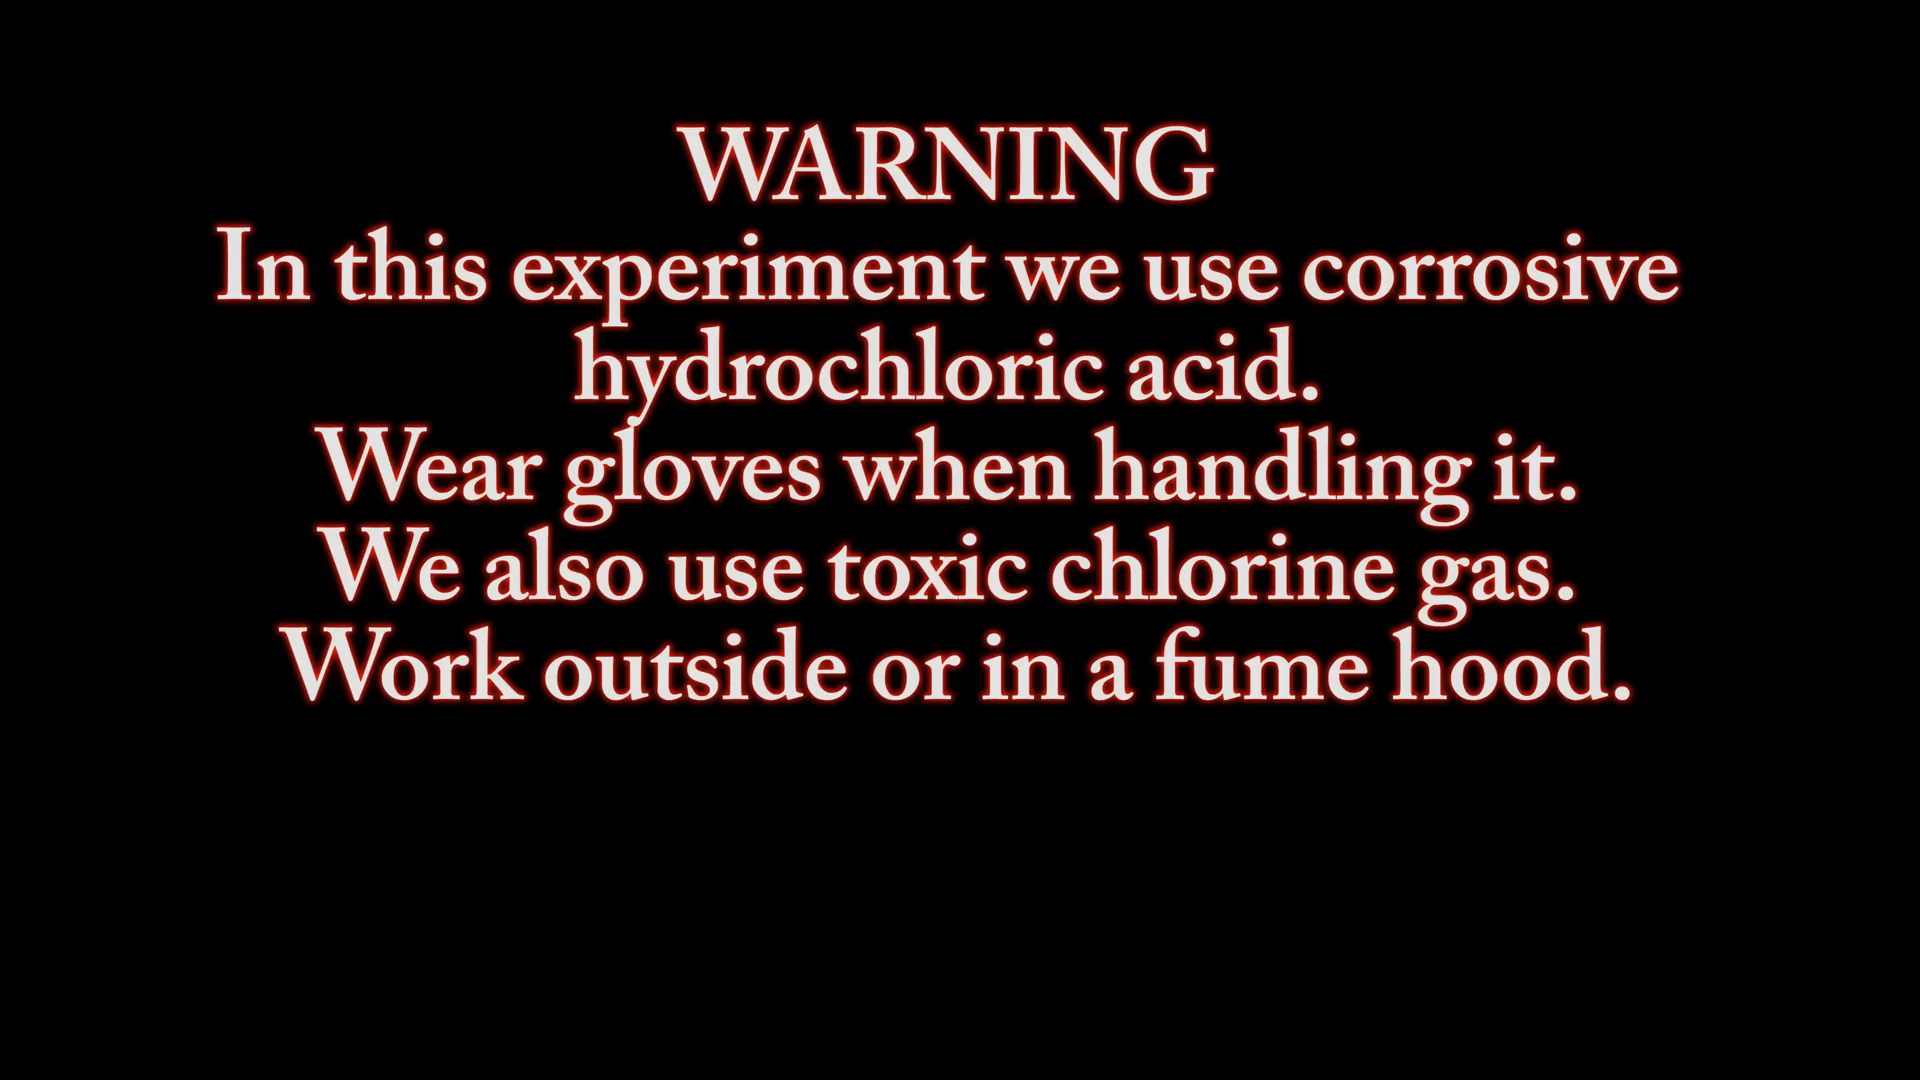 WARNING
In this experiment we use corrosive
hydrochloric acid.
Wear gloves when handling it.
We also use toxic chlorine gas.
Work outside or in a fume hood.